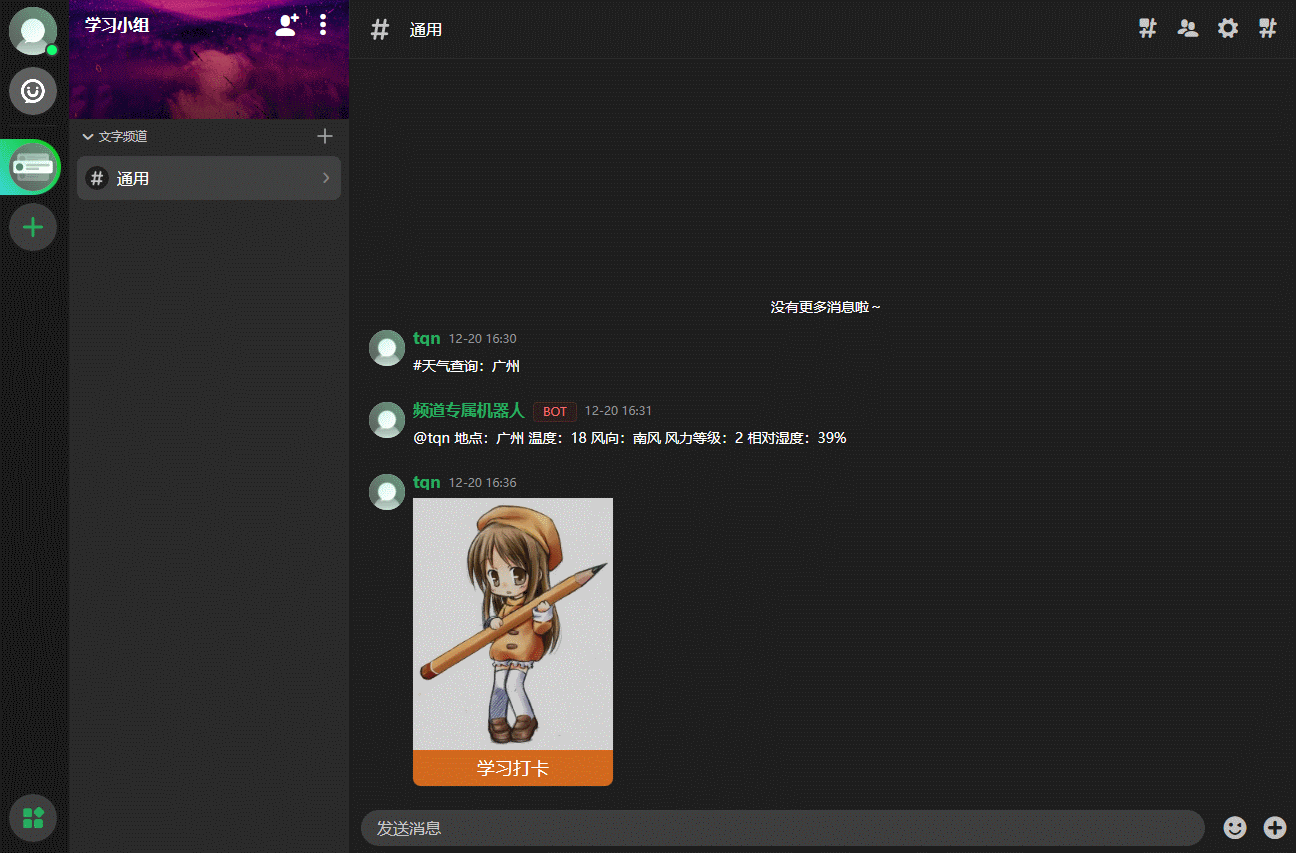 学习小组
文字频道
# 通用
# 通用
没有更多消息啦～
tqn 12-20 16:30
#天气查询：广州
频道专属机器人 BOT 12-20 16:31
@tqn 地点：广州 温度：18 风向：南风 风力等级：2 相对湿度：39%
tqn 12-20 16:36
学习打卡
发送消息